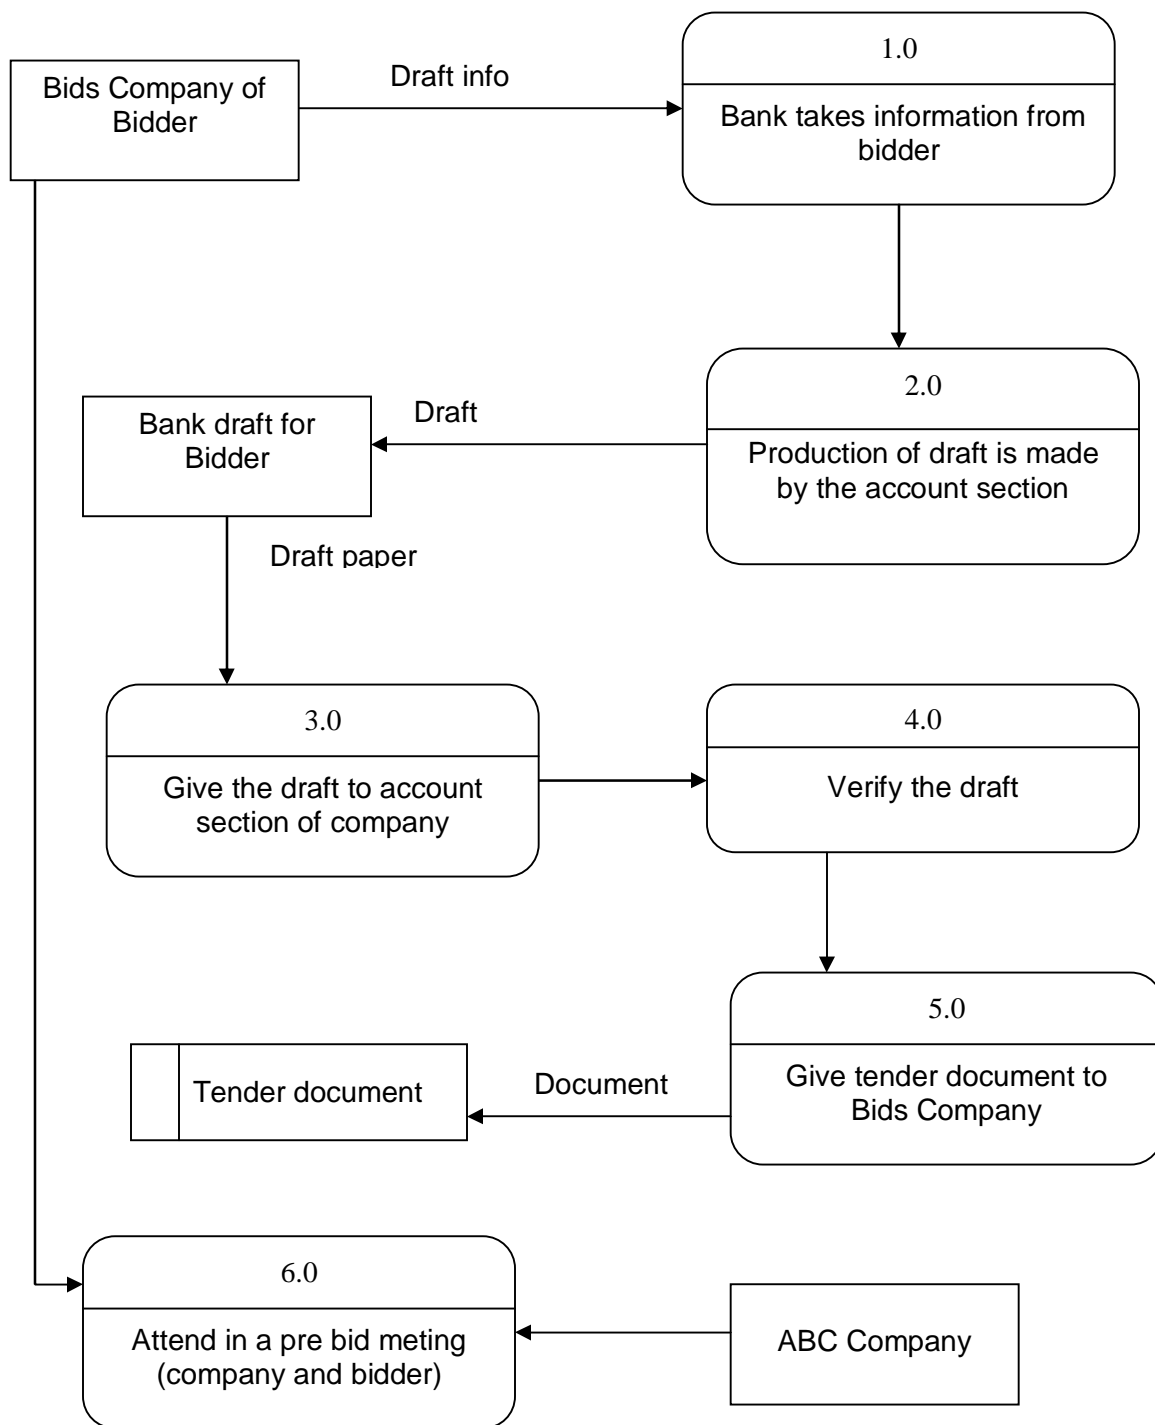 1.0
Bids Company of
Bidder
Draft info
Bank takes information from
bidder
2.0
Bank draft for
Bidder
Draft
Production of draft is made
by the account section
Draft paper
3.0
Give the draft to account
section of company
4.0
Verify the draft
5.0
Give tender document to
Bids Company
Document
Tender document
6.0
Attend in a pre bid meting
(company and bidder)
ABC Company